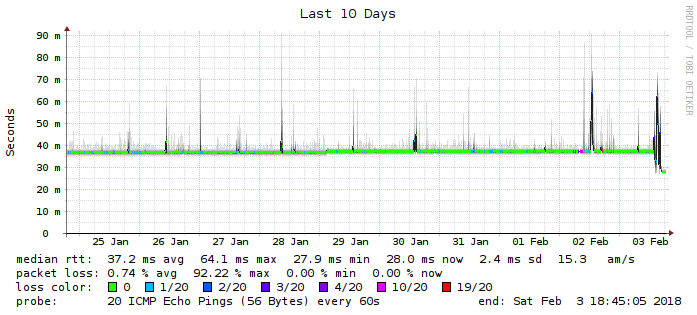 Last 10 Days
RRDTOOL / TOBI OETIKER
Seconds
90 m
80 m
70 m
60 m
50 m
40 m
30 m
20 m
10 m
0
25 Jan 26 Jan 27 Jan 28 Jan 29 Jan 30 Jan 31 Jan 01 Feb 02 Feb 03 Feb
median rtt: 37.2 ms avg 64.1 ms max 27.9 ms min 28.0 ms now 2.4 ms sd 15.3 am/s
packet loss: 0.74 % avg 92.22 % max 0.00 % min 0.00 % now
loss color: 0 1/20 2/20 3/20 4/20 10/20 19/20
probe: 20 ICMP Echo Pings (56 Bytes) every 60s end: Sat Feb 3 18:45:05 2018